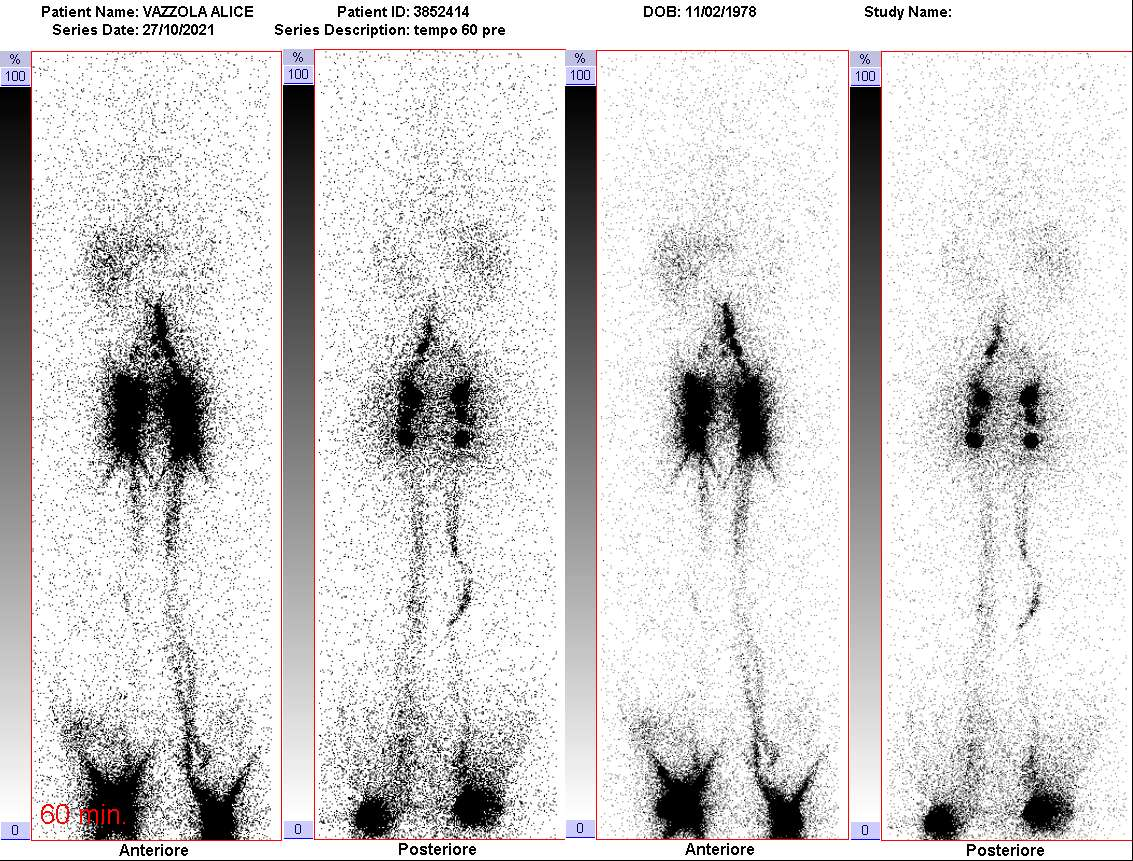 Patient Name: VAZZOLA ALICE Patient ID: 3852414 DOB: 11/02/1978 Study Name:
Series Date: 27/10/2021 Series Description: tempo 60 pre
% % % %
100 100 100 100
60 min.
0 0 0 0
Anteriore Posteriore Anteriore Posteriore